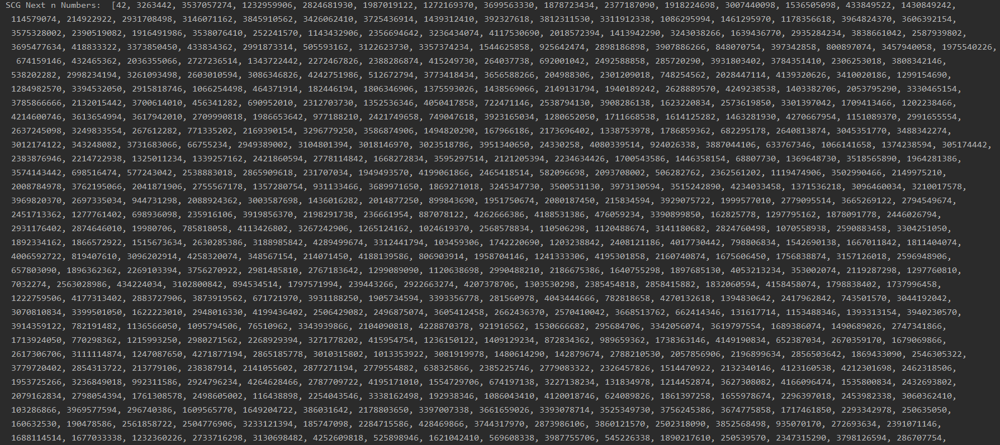 SCG Next n Numbers:  [42, 3263442, 3537057274, 1232959906, 2824681930, 1987019122, 1272169370, 3699563330, 1878723434, 2377187090, 1918224698, 3007440098, 1536505098, 433849522, 1430849242,
114579074, 214922922, 2931708498, 3146071162, 3845910562, 3426062410, 3725436914, 1439312410, 392327618, 3812311530, 3311912338, 1086295994, 1461295970, 1178356618, 3964824370, 3606392154,
3575328002, 2390519082, 1916491986, 3538076410, 252241570, 1143432906, 2356694642, 3236434074, 4117530690, 2018572394, 1413942290, 3243038266, 1639436770, 2935284234, 3838661042, 2587939802,
3695477634, 418833322, 3373850450, 433834362, 2991873314, 505593162, 3122623730, 3357374234, 1544625858, 925642474, 2898186898, 3907886266, 848070754, 397342858, 800897074, 3457940058, 1975540226,
674159146, 432465362, 2036355066, 2727236514, 1343722442, 2272467826, 2388286874, 415249730, 264037738, 692001042, 2492588858, 285720290, 3931803402, 3784351410, 2306253018, 3808342146,
538202282, 2998234194, 3261093498, 2603010594, 3086346826, 4242751986, 512672794, 3773418434, 3656588266, 204988306, 2301209018, 748254562, 2028447114, 4139320626, 3410020186, 1299154690,
1284982570, 3394532050, 2915818746, 1066254498, 464371914, 182446194, 1806346906, 1375593026, 1438569066, 2149131794, 1940189242, 2628889570, 4249238538, 1403382706, 2053795290, 3330465154,
3785866666, 2132015442, 3700614010, 456341282, 690952010, 2312703730, 1352536346, 4050417858, 722471146, 2538794130, 3908286138, 1623220834, 2573619850, 3301397042, 1709413466, 1202238466,
4214600746, 3613654994, 3617942010, 2709990818, 1986653642, 977188210, 2421749658, 749047618, 3923165034, 1280652050, 1711668538, 1614125282, 1463281930, 4270667954, 1151089370, 2991655554,
2637245098, 3249833554, 267612282, 771335202, 2169390154, 3296779250, 3586874906, 1494820290, 167966186, 2173696402, 1338753978, 1786859362, 682295178, 2640813874, 3045351770, 3488342274,
3012174122, 343248082, 3731683066, 66755234, 2949389002, 3104801394, 3018146970, 3023518786, 3951340650, 24330258, 4080339514, 924026338, 3887044106, 633767346, 1066141658, 1374238594, 305174442,
2383876946, 2214722938, 1325011234, 1339257162, 2421860594, 2778114842, 1668272834, 3595297514, 2121205394, 2234634426, 1700543586, 1446358154, 68807730, 1369648730, 3518565890, 1964281386,
3574143442, 698516474, 577243042, 2538883018, 2865909618, 231707034, 1949493570, 4199061866, 2465418514, 582096698, 2093708002, 506282762, 2362561202, 1119474906, 3502990466, 2149975210,
2008784978, 3762195066, 2041871906, 2755567178, 1357280754, 931133466, 3689971650, 1869271018, 3245347730, 3500531130, 3973130594, 3515242890, 4234033458, 1371536218, 3096460034, 3210017578,
3969820370, 2697335034, 944731298, 2088924362, 3003587698, 1436016282, 2014877250, 899843690, 1951750674, 2080187450, 215834594, 3929075722, 1999577010, 2779095514, 3665269122, 2794549674,
2451713362, 1277761402, 698936098, 235916106, 3919856370, 2198291738, 236661954, 887078122, 4262666386, 4188531386, 476059234, 3390899850, 162825778, 1297795162, 1878091778, 2446026794,
2931176402, 2874646010, 19980706, 785818058, 4113426802, 3267242906, 1265124162, 1024619370, 2568578834, 110506298, 1120488674, 3141180682, 2824760498, 1070558938, 2590883458, 3304251050,
1892334162, 1866572922, 1515673634, 2630285386, 3188985842, 4289499674, 3312441794, 103459306, 1742220690, 1203238842, 2408121186, 4017730442, 798806834, 1542690138, 1667011842, 1811404074,
4006592722, 819407610, 3096202914, 4258320074, 348567154, 214071450, 4188139586, 806903914, 1958704146, 1241333306, 4195301858, 2160740874, 1675606450, 1756838874, 3157126018, 2596948906,
657803090, 1896362362, 2269103394, 3756270922, 2981485810, 2767183642, 1299089090, 1120638698, 2990488210, 2186675386, 1640755298, 1897685130, 4053213234, 353002074, 2119287298, 1297760810,
7032274, 2563028986, 434224034, 3102800842, 894534514, 1797571994, 239443266, 2922663274, 4207378706, 1303530298, 2385454818, 2858415882, 1832060594, 4158458074, 1798838402, 1737996458,
1222759506, 4177313402, 2883727906, 3873919562, 671721970, 3931188250, 1905734594, 3393356778, 281560978, 4043444666, 782818658, 4270132618, 1394830642, 2417962842, 743501570, 3044192042,
3070810834, 3399501050, 1622223010, 2948016330, 4199436402, 2506429082, 2496875074, 3605412458, 2662436370, 2570410042, 3668513762, 662414346, 131617714, 1153488346, 1393313154, 3940230570,
3914359122, 782191482, 1136566050, 1095794506, 76510962, 3343939866, 2104090818, 4228870378, 921916562, 1530666682, 295684706, 3342056074, 3619797554, 1689386074, 1490689026, 2747341866,
1713924050, 770298362, 1215993250, 2980271562, 2268929394, 3271778202, 415954754, 1236150122, 1409129234, 872834362, 989659362, 1738363146, 4149190834, 652387034, 2670359170, 1679069866,
2617306706, 3111114874, 1247087650, 4271877194, 2865185778, 3010315802, 1013353922, 3081919978, 1480614290, 142879674, 2788210530, 2057856906, 2196899634, 2856503642, 1869433090, 2546305322,
3779720402, 2854313722, 213779106, 238387914, 2141055602, 2877271194, 2779554882, 638325866, 2385225746, 2779083322, 2326457826, 1514470922, 2132340146, 4123160538, 4212301698, 2462318506,
1953725266, 3236849018, 992311586, 2924796234, 4264628466, 2787709722, 4195171010, 1554729706, 674197138, 3227138234, 131834978, 1214452874, 3627308082, 4166096474, 1535800834, 2432693802,
2079162834, 2798054394, 1761308578, 2498605002, 116438898, 2254043546, 3338162498, 192938346, 1086043410, 4120018746, 624089826, 1861397258, 1655978674, 2296397018, 2453982338, 3060362410,
103286866, 3969577594, 296740386, 1609565770, 1649204722, 386031642, 2178803650, 3397007338, 3661659026, 3393078714, 3525349730, 3756245386, 3674775858, 1717461850, 2293342978, 250635050,
160632530, 190478586, 2561858722, 2504776906, 3233121394, 185747098, 2284715586, 428469866, 3744317970, 2873986106, 3860121570, 2502318090, 3852568498, 935070170, 272693634, 2391071146,
1688114514, 1677033338, 1232360226, 2733716298, 3130698482, 4252609818, 525898946, 1621042410, 569608338, 3987755706, 545226338, 1890217610, 250539570, 2347315290, 3798126594, 286707754,